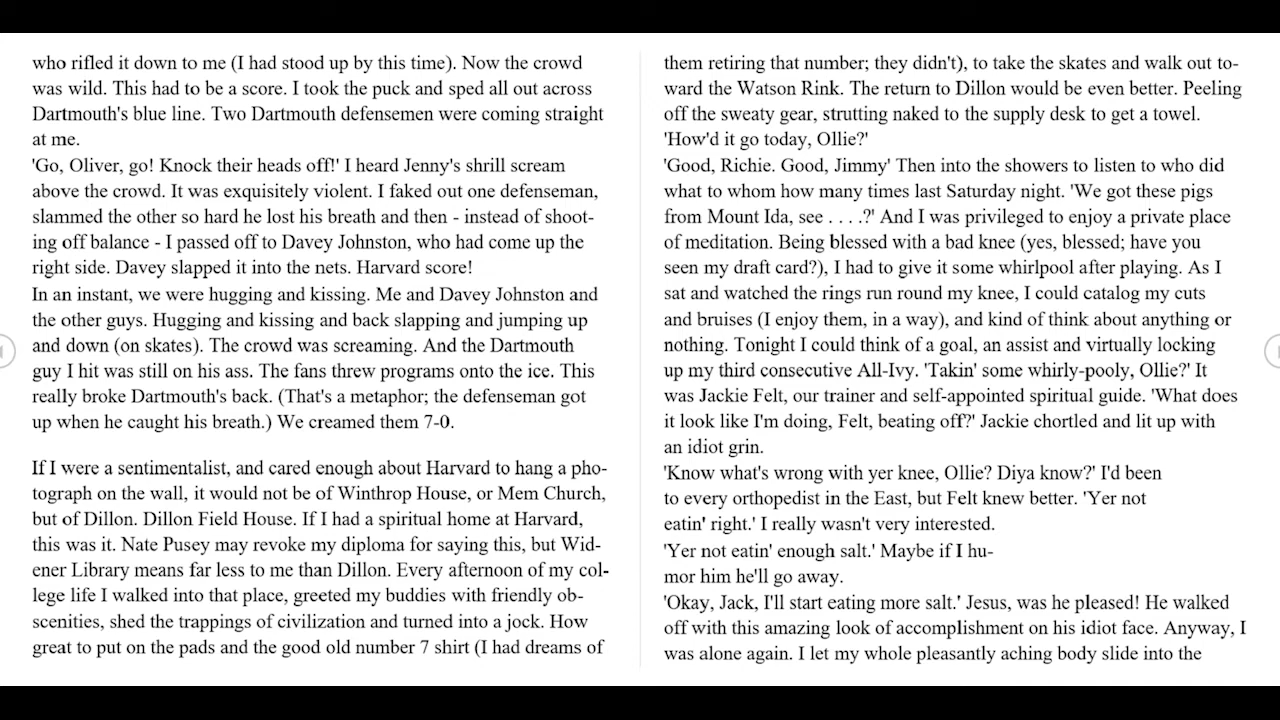 who rifled it down to me (I had stood up by this time). Now the crowd
was wild. This had to be a score. I took the puck and sped all out across
Dartmouth's blue line. Two Dartmouth defensemen were coming straight
at me.
'Go, Oliver, go! Knock their heads off!' I heard Jenny's shrill scream
above the crowd. It was exquisitely violent. I faked out one defenseman,
slammed the other so hard he lost his breath and then - instead of shoot-
ing off balance - I passed off to Davey Johnston, who had come up the
right side. Davey slapped it into the nets. Harvard score!
In an instant, we were hugging and kissing. Me and Davey Johnston and
the other guys. Hugging and kissing and back slapping and jumping up
and down (on skates). The crowd was screaming. And the Dartmouth
guy I hit was still on his ass. The fans threw programs onto the ice. This
really broke Dartmouth's back. (That's a metaphor; the defenseman got
up when he caught his breath.) We creamed them 7-0.
If I were a sentimentalist, and cared enough about Harvard to hang a pho-
tograph on the wall, it would not be of Winthrop House, or Mem Church,
but of Dillon. Dillon Field House. If I had a spiritual home at Harvard,
this was it. Nate Pusey may revoke my diploma for saying this, but Wid-
ener Library means far less to me than Dillon. Every afternoon of my col-
lege life I walked into that place, greeted my buddies with friendly ob-
scenities, shed the trappings of civilization and turned into a jock. How
great to put on the pads and the good old number 7 shirt (I had dreams of
them retiring that number; they didn't), to take the skates and walk out to-
ward the Watson Rink. The return to Dillon would be even better. Peeling
off the sweaty gear, strutting naked to the supply desk to get a towel.
'How'd it go today, Ollie?'
'Good, Richie. Good, Jimmy' Then into the showers to listen to who did
what to whom how many times last Saturday night. 'We got these pigs
from Mount Ida, see . . . .?' And I was privileged to enjoy a private place
of meditation. Being blessed with a bad knee (yes, blessed; have you
seen my draft card?), I had to give it some whirlpool after playing. As I
sat and watched the rings run round my knee, I could catalog my cuts
and bruises (I enjoy them, in a way), and kind of think about anything or
nothing. Tonight I could think of a goal, an assist and virtually locking
up my third consecutive All-Ivy. 'Takin' some whirly-pooly, Ollie?' It
was Jackie Felt, our trainer and self-appointed spiritual guide. 'What does
it look like I'm doing, Felt, beating off?' Jackie chortled and lit up with
an idiot grin.
'Know what's wrong with yer knee, Ollie? Diya know?' I'd been
to every orthopedist in the East, but Felt knew better. 'Yer not
eatin' right.' I really wasn't very interested.
'Yer not eatin' enough salt.' Maybe if I hu-
mor him he'll go away.
'Okay, Jack, I'll start eating more salt.' Jesus, was he pleased! He walked
off with this amazing look of accomplishment on his idiot face. Anyway, I
was alone again. I let my whole pleasantly aching body slide into the